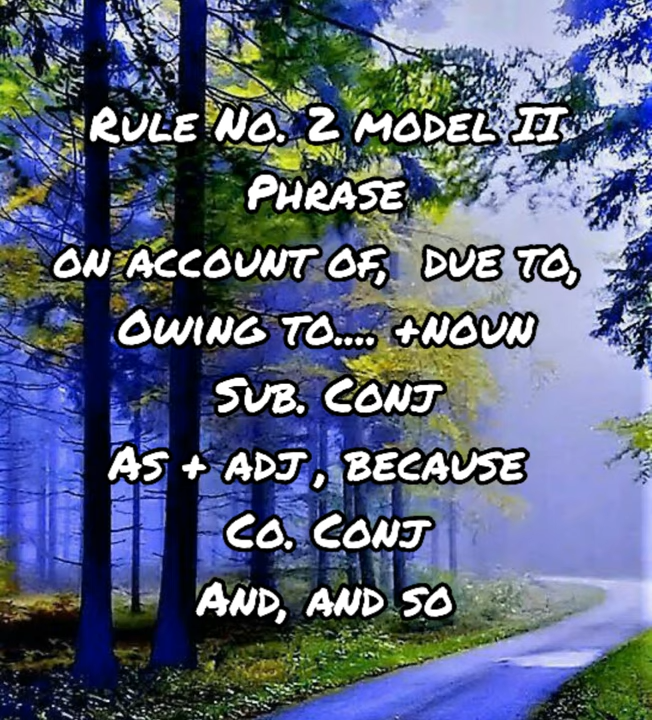 Rule No. 2 model II
Phrase
on account of, due to,
Owing to.... +noun
Sub. Conj
As + adj , because
Co. Conj
And, and so